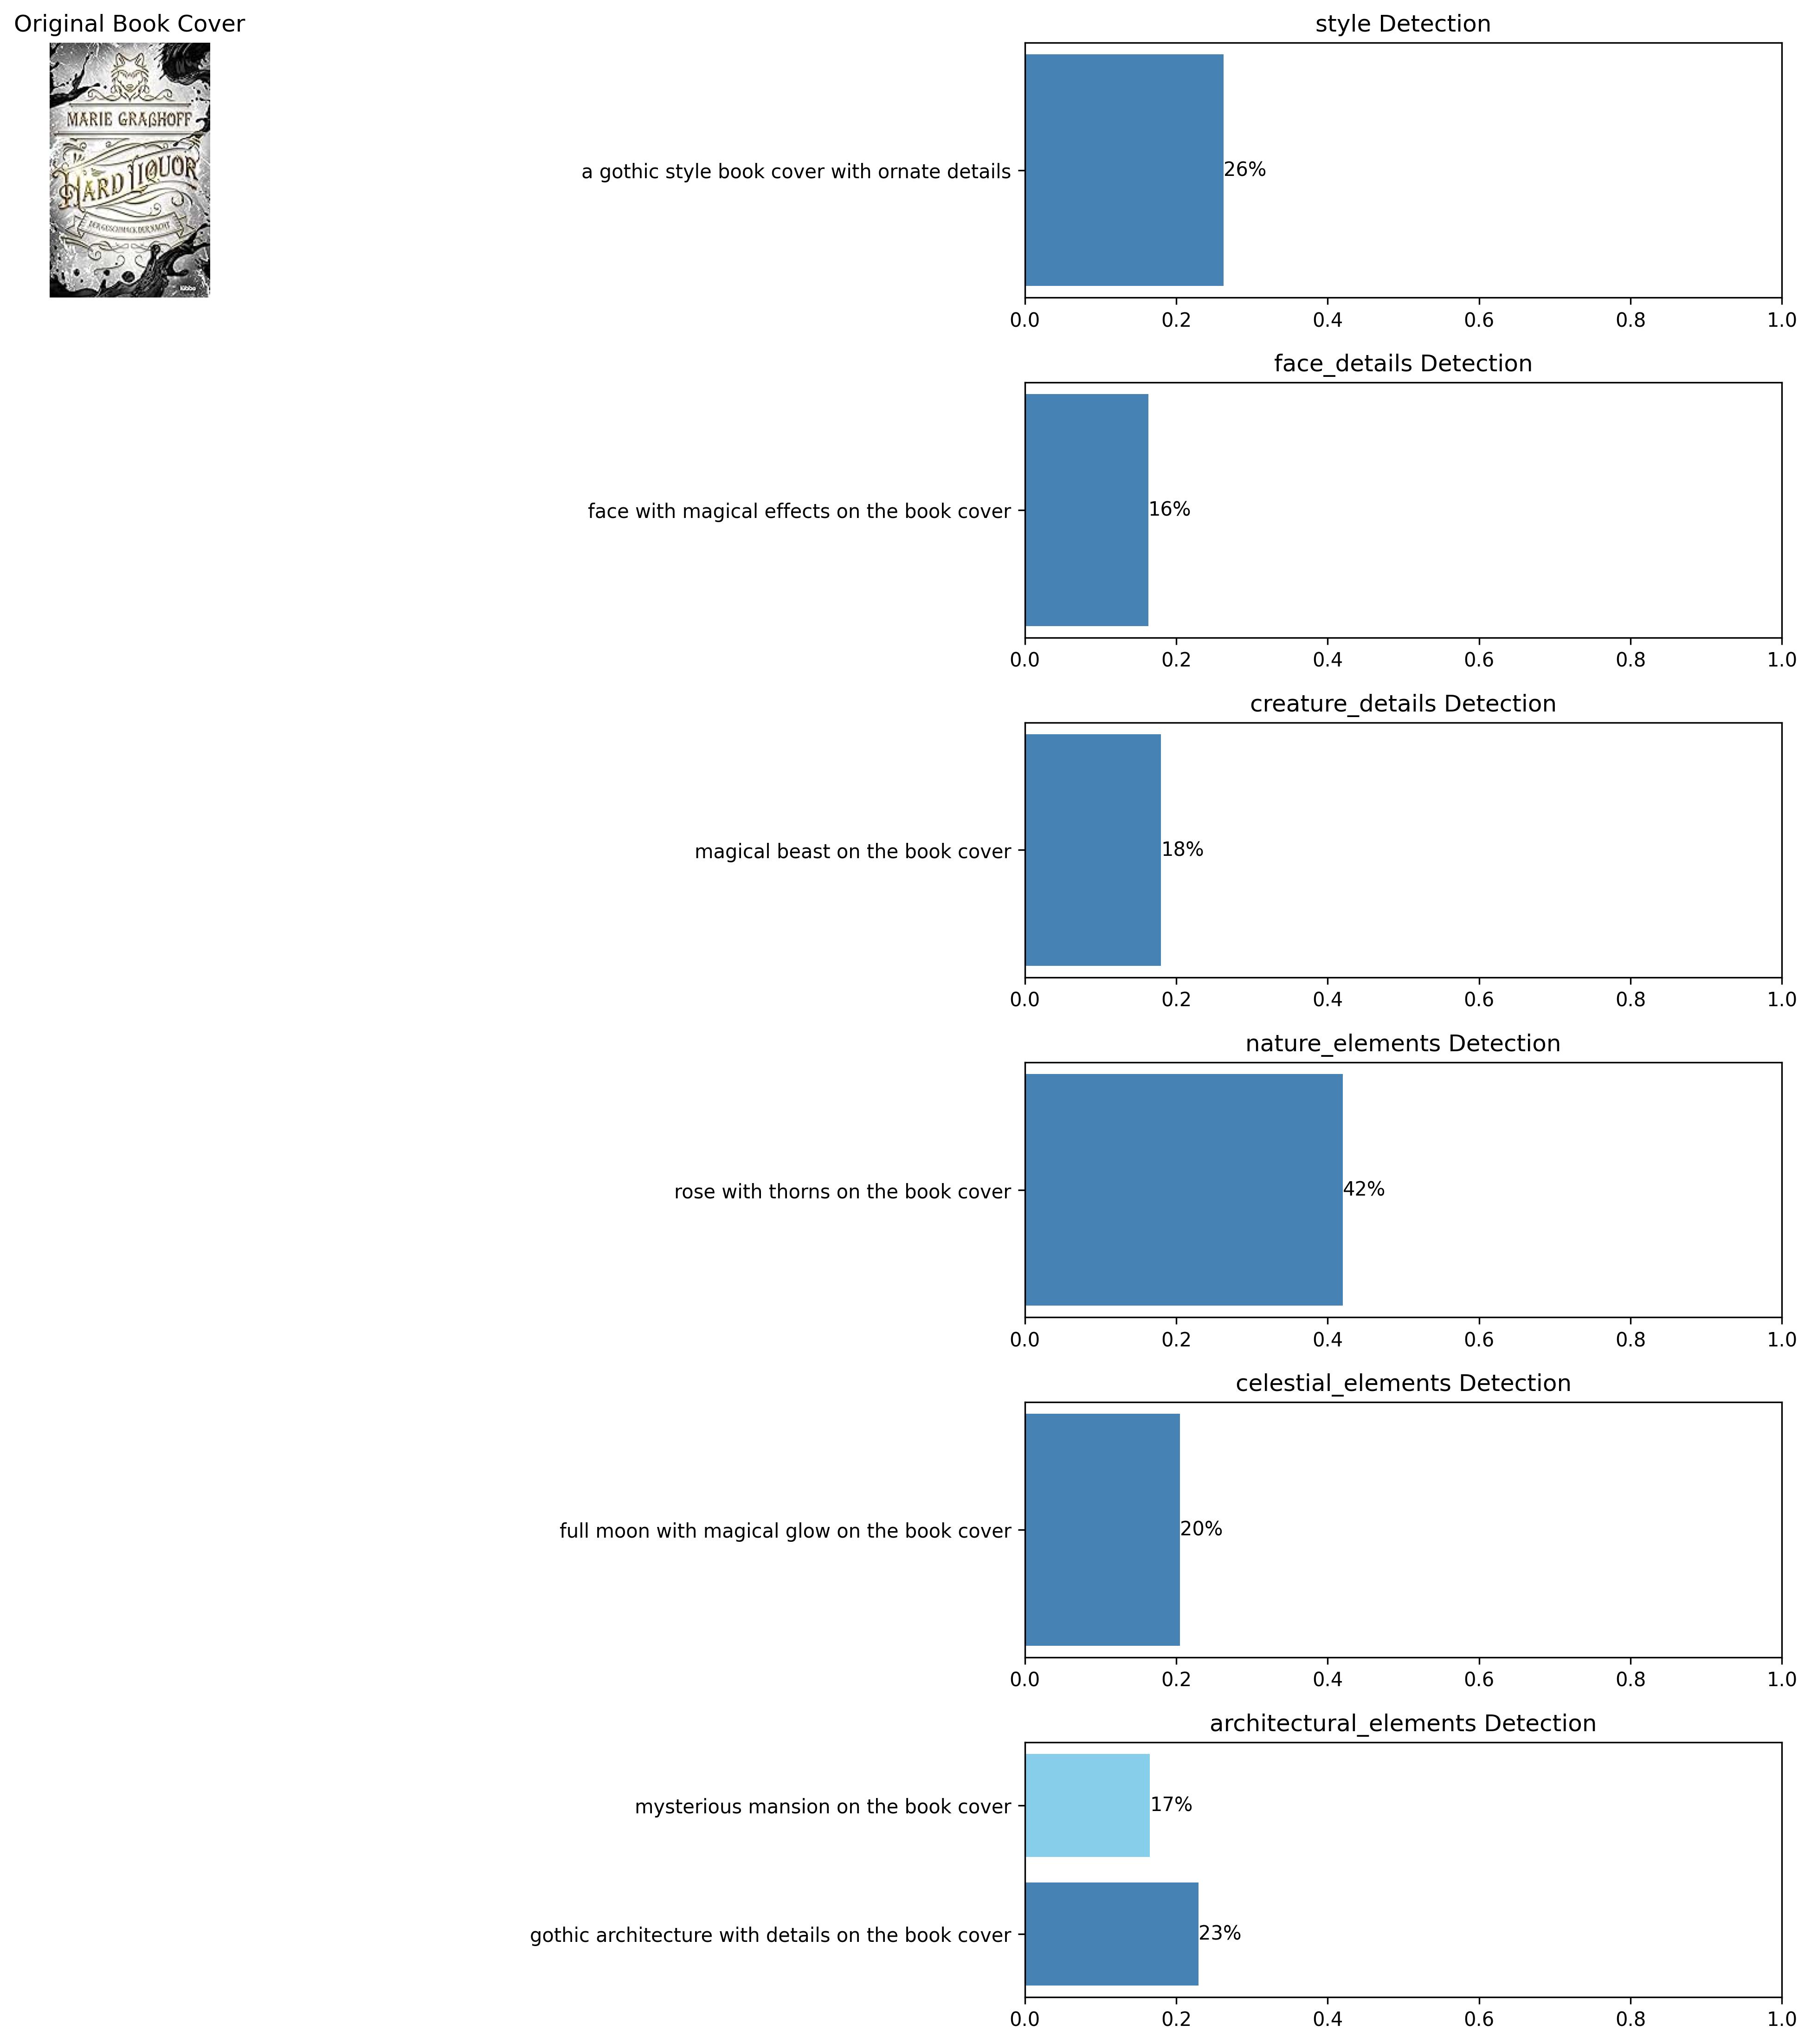 Original Book Cover
MARIE GRAßHOFF
HARD LIQUOR
DER GESCHMACK DER NACHT
lübbe
style Detection
a gothic style book cover with ornate details
26%
0.0 0.2 0.4 0.6 0.8 1.0
face_details Detection
face with magical effects on the book cover
16%
0.0 0.2 0.4 0.6 0.8 1.0
creature_details Detection
magical beast on the book cover
18%
0.0 0.2 0.4 0.6 0.8 1.0
nature_elements Detection
rose with thorns on the book cover
42%
0.0 0.2 0.4 0.6 0.8 1.0
celestial_elements Detection
full moon with magical glow on the book cover
20%
0.0 0.2 0.4 0.6 0.8 1.0
architectural_elements Detection
mysterious mansion on the book cover
17%
gothic architecture with details on the book cover
23%
0.0 0.2 0.4 0.6 0.8 1.0